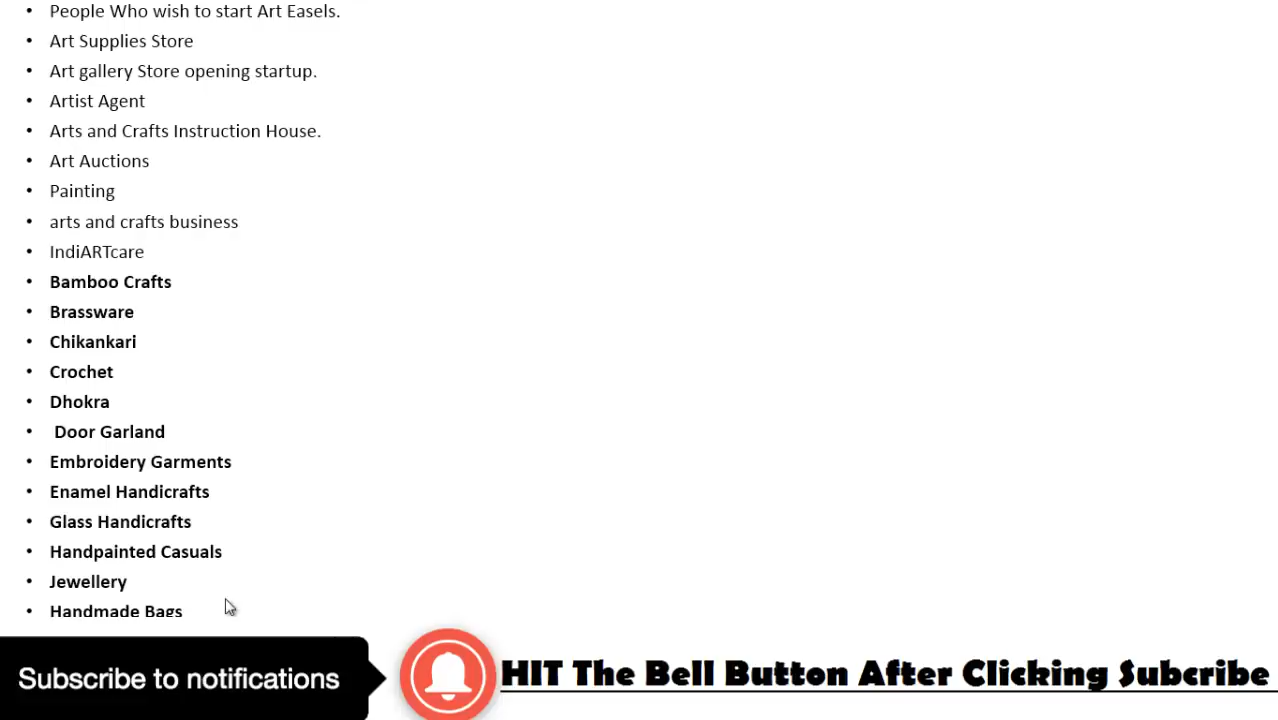 • People Who wish to start Art Easels.
• Art Supplies Store
• Art gallery Store opening startup.
• Artist Agent
• Arts and Crafts Instruction House.
• Art Auctions
• Painting
• arts and crafts business
• IndiARTcare
• Bamboo Crafts
• Brassware
• Chikankari
• Crochet
• Dhokra
• Door Garland
• Embroidery Garments
• Enamel Handicrafts
• Glass Handicrafts
• Handpainted Casuals
• Jewellery
• Handmade Bags
Subscribe to notifications
HIT The Bell Button After Clicking Subcribe